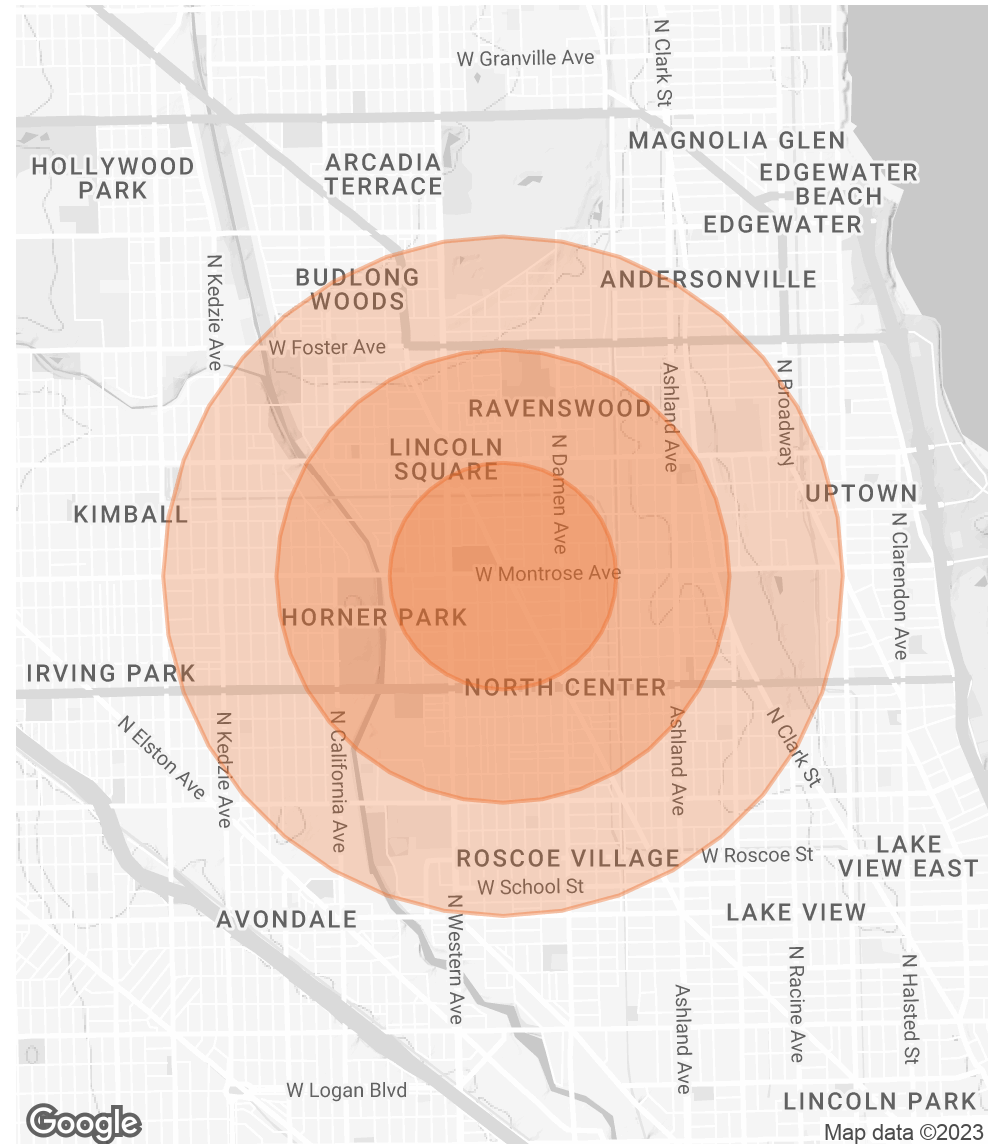 W Granville Ave
N Clark St
MAGNOLIA GLEN
HOLLYWOOD
PARK
ARCADIA
TERRACE
EDGEWATER
BEACH
EDGEWATER
BUDLONG
WOODS
ANDERSONVILLE
N Kedzie Ave
W Foster Ave
Ashland Ave
N Broadway
RAVENSWOOD
LINCOLN
SQUARE
N Damen Ave
UPTOWN
KIMBALL
N Clarendon Ave
W Montrose Ave
HORNER PARK
IRVING PARK
NORTH CENTER
N Elston Ave
N Kedzie Ave
N California Ave
Ashland Ave
N Clark St
ROSCOE VILLAGE
W Roscoe St
LAKE
VIEW EAST
W School St
AVONDALE
LAKE VIEW
N Western Ave
N Racine Ave
N Halsted St
Ashland Ave
W Logan Blvd
LINCOLN PARK
Google
Map data ©2023